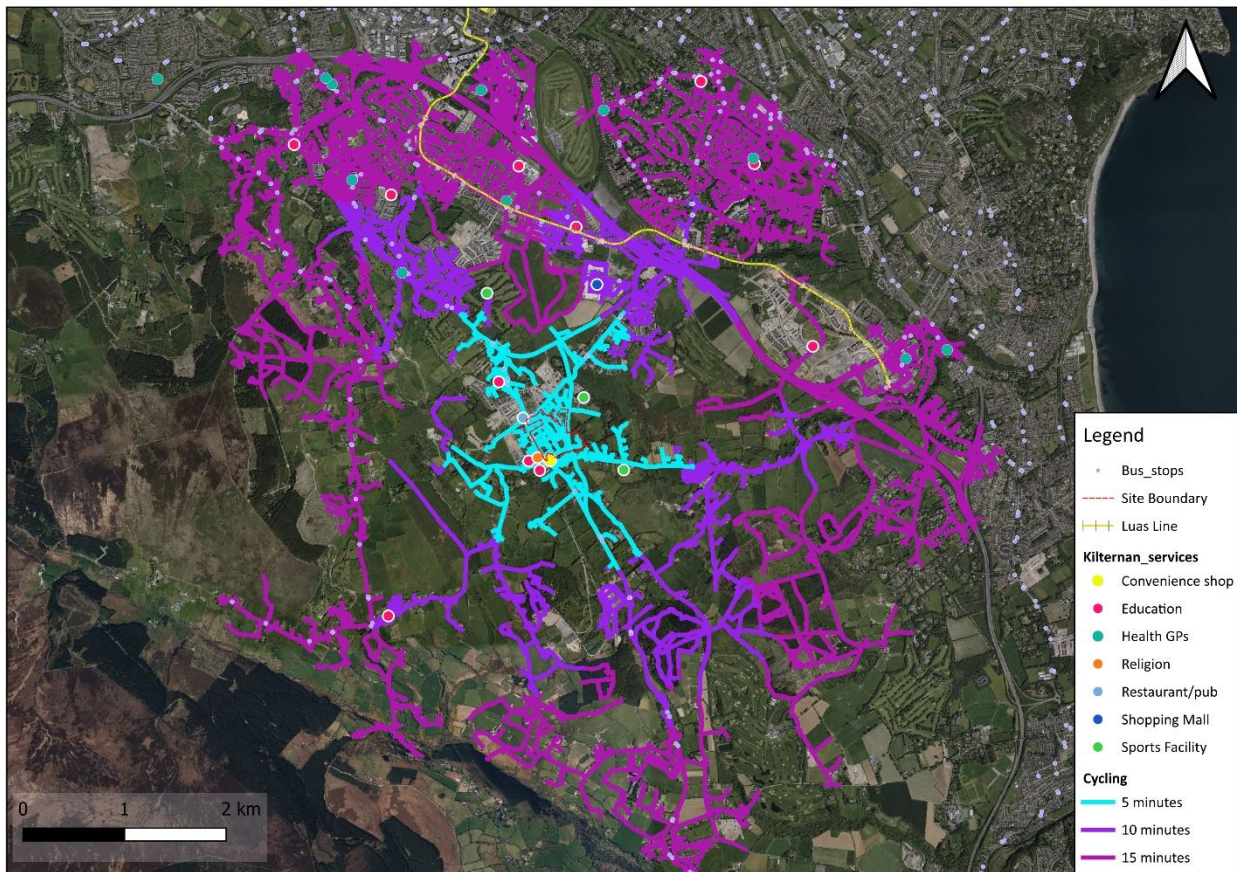 0 1 2 km
Legend
Bus_stops
Site Boundary
Luas Line
Kilternan_services
Convenience shop
Education
Health GPs
Religion
Restaurant/pub
Shopping Mall
Sports Facility
Cycling
5 minutes
10 minutes
15 minutes